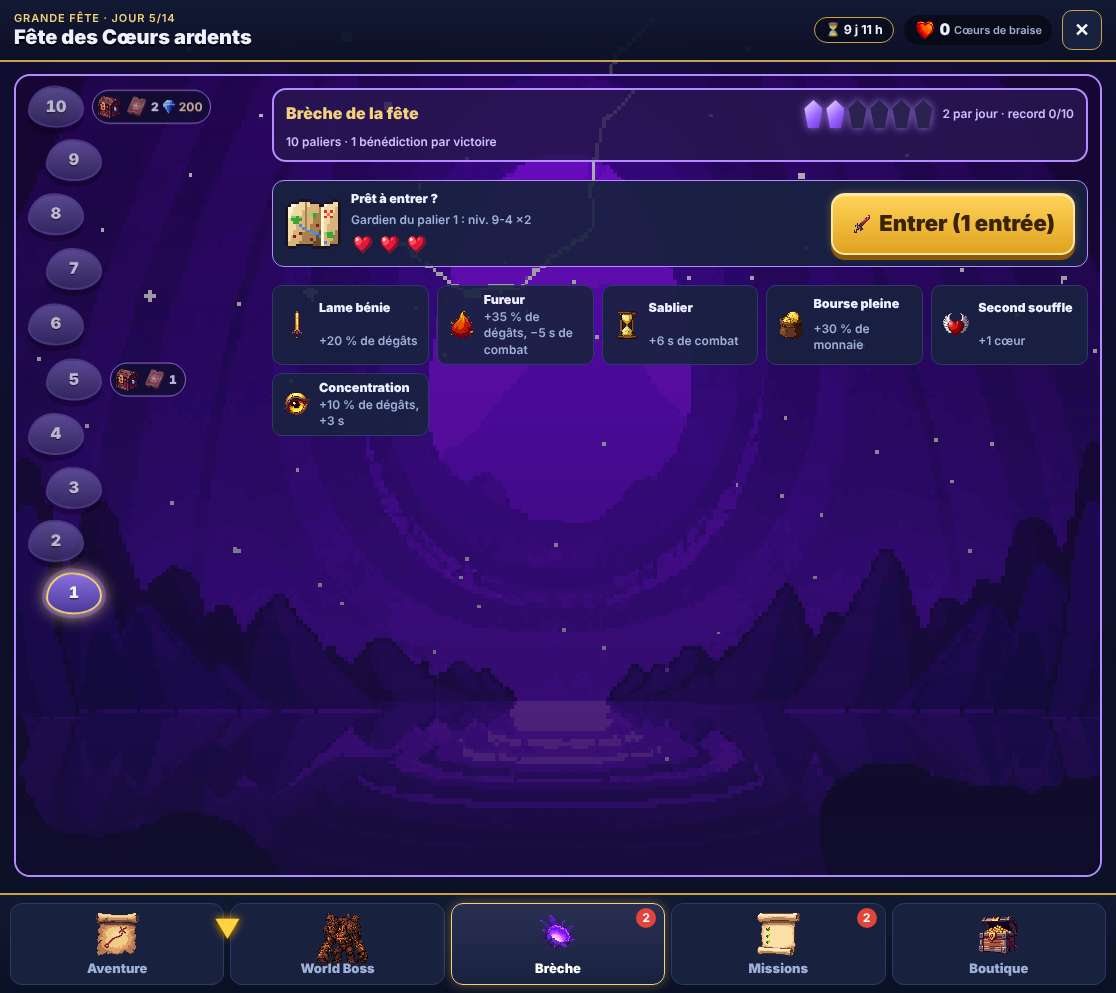 GRANDE FÊTE · JOUR 5/14
Fête des Cœurs ardents
9 j 11 h
0 Cœurs de braise
10
2 200
9
8
7
6
5
1
4
3
2
1
Brèche de la fête
2 par jour · record 0/10
10 paliers · 1 bénédiction par victoire
Prêt à entrer ?
Gardien du palier 1 : niv. 9-4 ×2
Entrer (1 entrée)
Lame bénie
+20 % de dégâts
Fureur
+35 % de
dégâts, −5 s de
combat
Sablier
+6 s de combat
Bourse pleine
+30 % de
monnaie
Second souffle
+1 cœur
Concentration
+10 % de dégâts,
+3 s
Aventure
World Boss
2
Brèche
2
Missions
Boutique